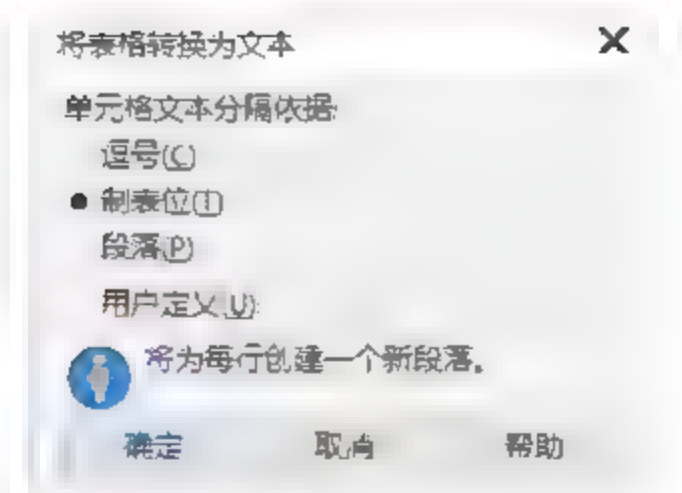 将表格转换为文本
单元格文本分隔依据:
逗号(C)
制表位(T)
段落(P)
用户定义(U):
将为每行创建一个新段落。
确定 取消 帮助